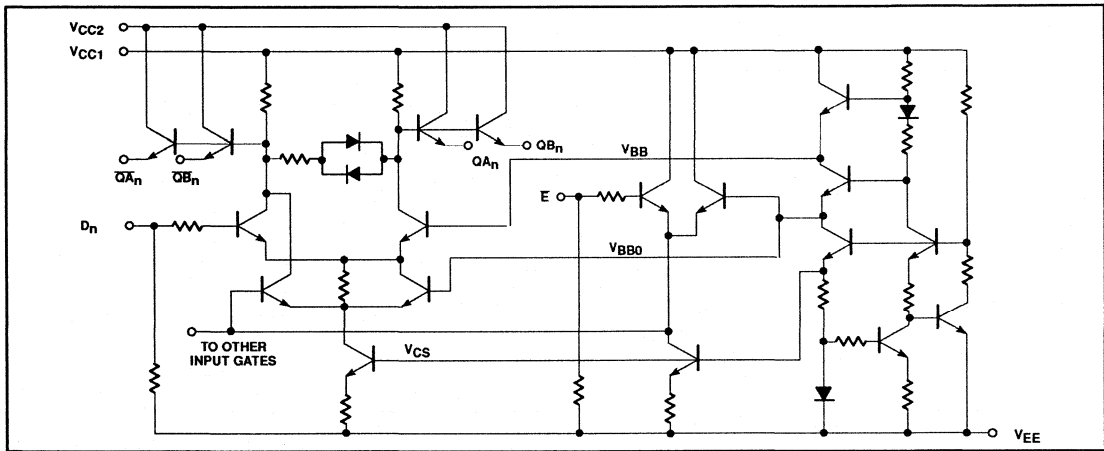 VCC2
VCC1
QAn
QBn
QAn
QBn
VBB
E
Dn
VBB0
TO OTHER
INPUT GATES
VCS
VEE